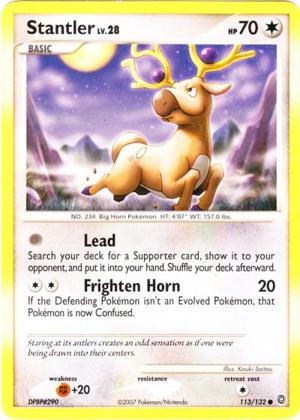 Stantler LV.28 HP 70
BASIC
NO. 234 Big Horn Pokémon HT: 4'07" WT: 157.0 lbs.
Lead
Search your deck for a Supporter card, show it to your
opponent, and put it into your hand. Shuffle your deck afterward.
Frighten Horn 20
If the Defending Pokémon isn't an Evolved Pokémon, that
Pokémon is now Confused.
Staring at its antlers creates an odd sensation as if one were
being drawn into their centers.
Illus. Kouki Saitou
weakness resistance retreat cost
+20
DPBP#290 ©2007 Pokémon/Nintendo 113/132